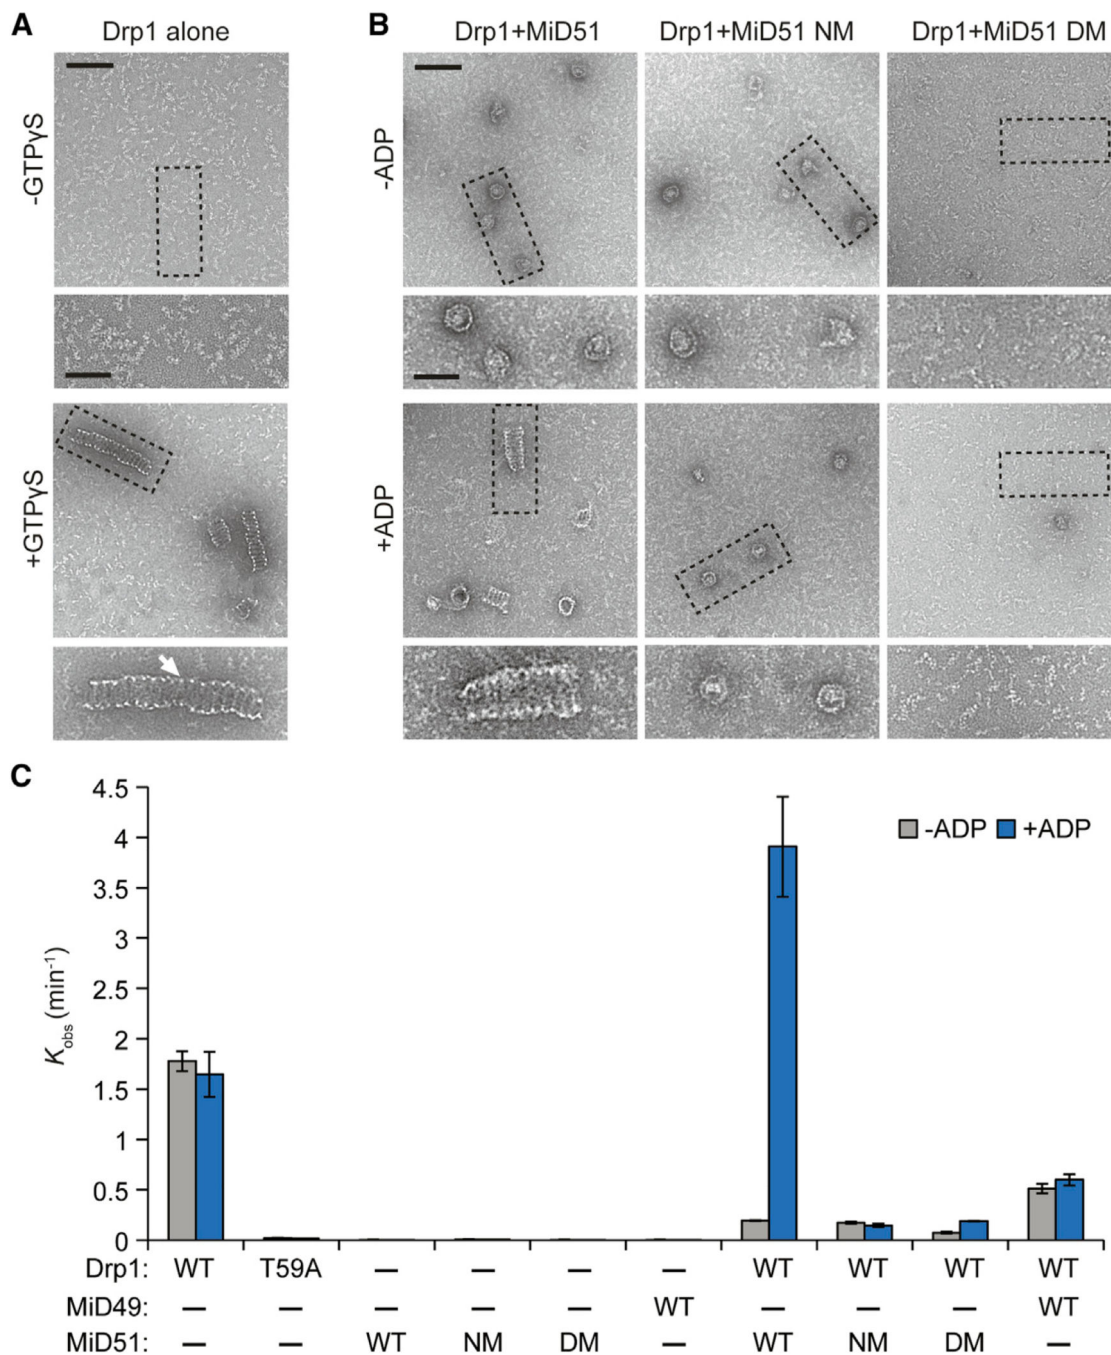 A
Drp1 alone
-GTPγS
+GTPγS
B
Drp1+MiD51 Drp1+MiD51 NM Drp1+MiD51 DM
-ADP
+ADP
C
4.5
4
3.5
3
2.5
2
1.5
1
0.5
0
Kobs (min-1)
-ADP +ADP
Drp1: WT T59A — — — — WT WT WT WT
MiD49: — — — — — WT — — — WT
MiD51: — — WT NM DM — WT NM DM —